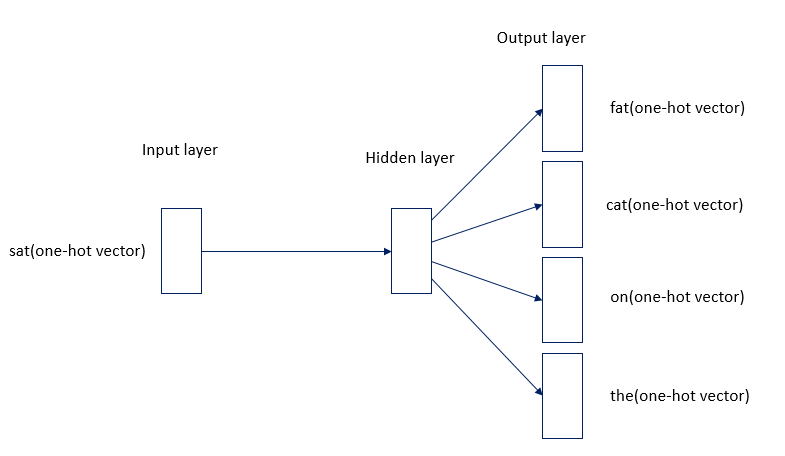 Output layer
fat(one-hot vector)
Input layer
Hidden layer
cat(one-hot vector)
sat(one-hot vector)
on(one-hot vector)
the(one-hot vector)